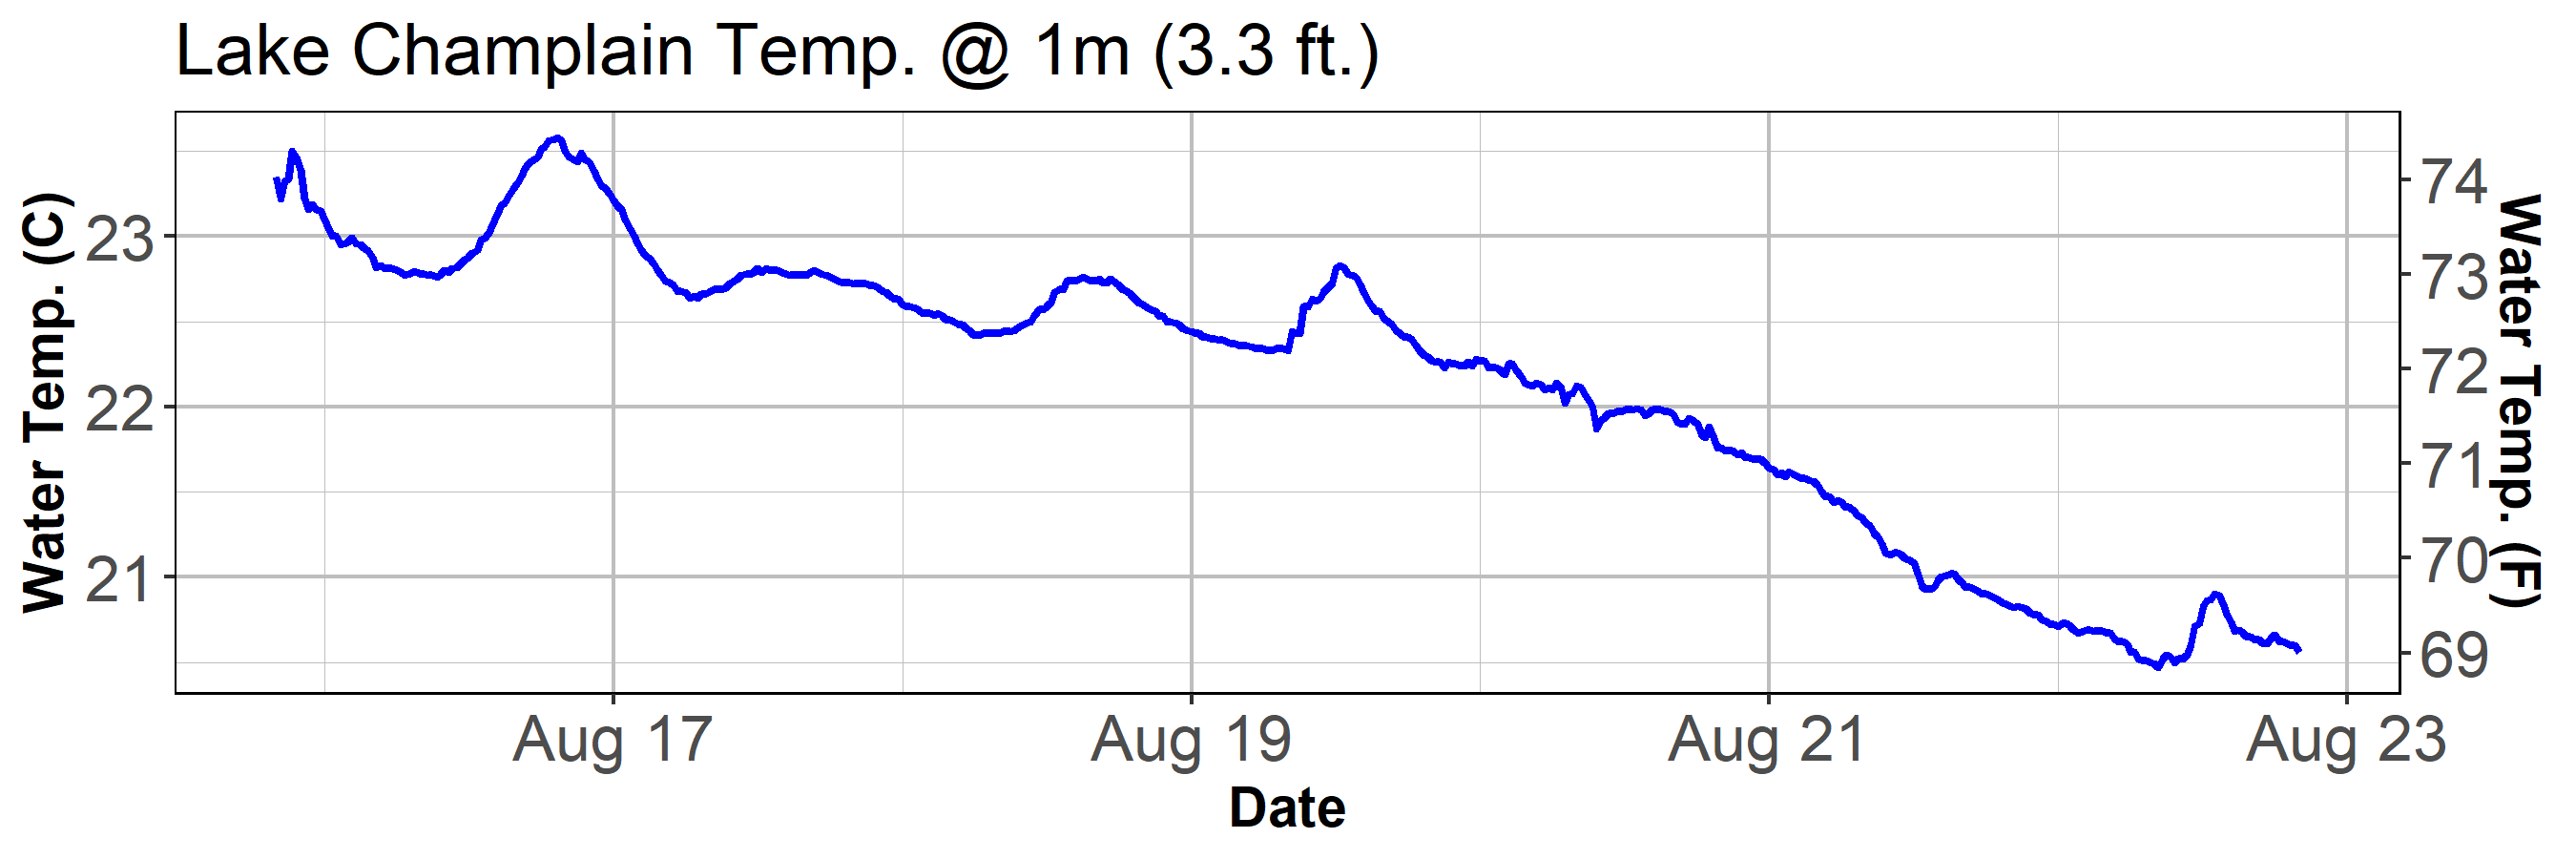 Lake Champlain Temp. @ 1m (3.3 ft.)
Water Temp. (C)
23
22
21
74
73
72
71
70
69
Water Temp. (F)
Aug 17
Aug 19
Aug 21
Aug 23
Date